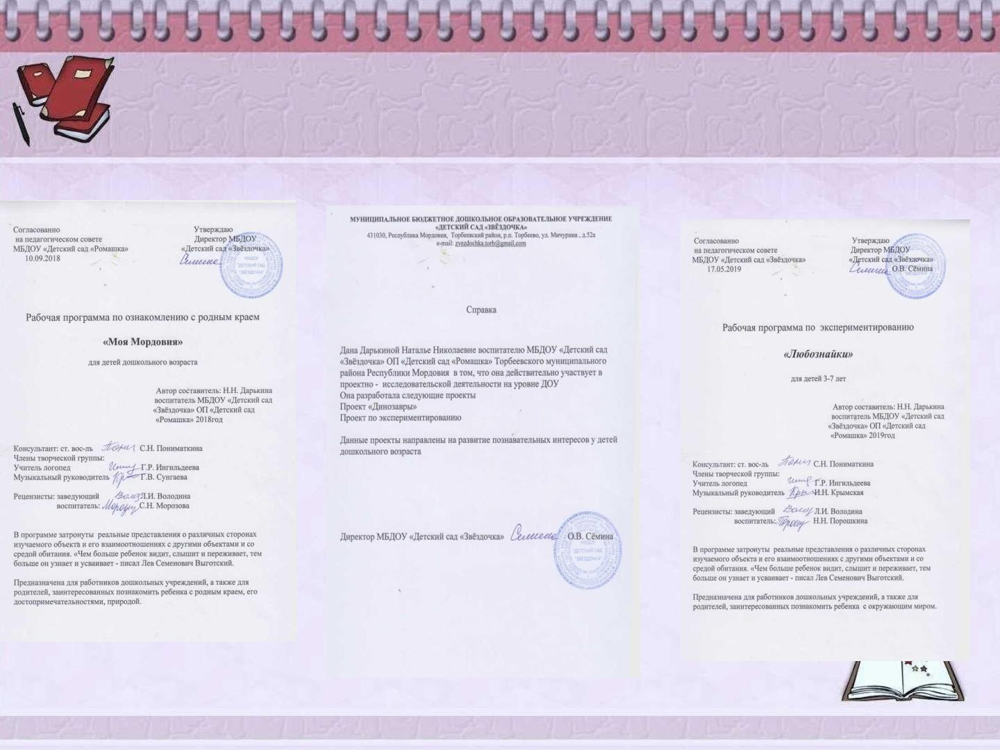 Согласованно
на педагогическом совете
МБДОУ «Детский сад «Ромашка»
10.09.2018
Утверждаю
Директор МБДОУ
«Детский сад «Звёздочка»
МБДОУ
"ДЕТСКИЙ САД
"ЗВЁЗДОЧКА"
Рабочая программа по ознакомлению с родным краем
«Моя Мордовия»
для детей дошкольного возраста
Автор составитель: Н.Н. Дарькина
воспитатель МБДОУ «Детский сад
«Звёздочка» ОП «Детский сад
«Ромашка» 2018год
Консультант: ст. вос-ль С.Н. Пониматкина
Члены творческой группы:
Учитель логопед Г.Р. Ингильдеева
Музыкальный руководитель Г.В. Сунгаева
Рецензисты: заведующий Л.И. Володина
воспитатель: С.Н. Морозова
В программе затронуты реальные представления о различных сторонах
изучаемого объекта и его взаимоотношениях с другими объектами и со
средой обитания. «Чем больше ребенок видит, слышит и переживает, тем
больше он узнает и усваивает - писал Лев Семенович Выготский.
Предназначена для работников дошкольных учреждений, а также для
родителей, заинтересованных познакомить ребенка с родным краем, его
достопримечательностями, природой.
МУНИЦИПАЛЬНОЕ БЮДЖЕТНОЕ ДОШКОЛЬНОЕ ОБРАЗОВАТЕЛЬНОЕ УЧРЕЖДЕНИЕ
«ДЕТСКИЙ САД «ЗВЁЗДОЧКА»
431030, Республика Мордовия, Торбеевский район, р.п. Торбеево, ул. Мичурина , д.52а
e-mail: zvezdochka.torb@gmail.com
Справка
Дана Дарькиной Наталье Николаевне воспитателю МБДОУ «Детский сад
«Звёздочка» ОП «Детский сад «Ромашка» Торбеевского муниципального
района Республики Мордовия в том, что она действительно участвует в
проектно - исследовательской деятельности на уровне ДОУ
Она разработала следующие проекты
Проект «Динозавры»
Проект по экспериментированию
Данные проекты направлены на развитие познавательных интересов у детей
дошкольного возраста
Директор МБДОУ «Детский сад «Звёздочка» О.В. Сёмина
МБДОУ
"ДЕТСКИЙ САД
"ЗВЁЗДОЧКА"
Согласованно
на педагогическом совете
МБДОУ «Детский сад «Звёздочка»
17.05.2019
Утверждаю
Директор МБДОУ
«Детский сад «Звёздочка»
О.В. Сёмина
Рабочая программа по экспериментированию
«Любознайки»
для детей 3-7 лет
Автор составитель: Н.Н. Дарькина
воспитатель МБДОУ «Детский сад
«Звёздочка» ОП «Детский сад
«Ромашка» 2019год
Консультант: ст. вос-ль С.Н. Пониматкина
Члены творческой группы:
Учитель логопед Г.Р. Ингильдеева
Музыкальный руководитель И.Н. Крымская
Рецензисты: заведующий Л.И. Володина
воспитатель: Н.Н. Порошкина
В программе затронуты реальные представления о различных сторонах
изучаемого объекта и его взаимоотношениях с другими объектами и со
средой обитания. «Чем больше ребенок видит, слышит и переживает, тем
больше он узнает и усваивает - писал Лев Семенович Выготский.
Предназначена для работников дошкольных учреждений, а также для
родителей, заинтересованных познакомить ребенка с окружающим миром.